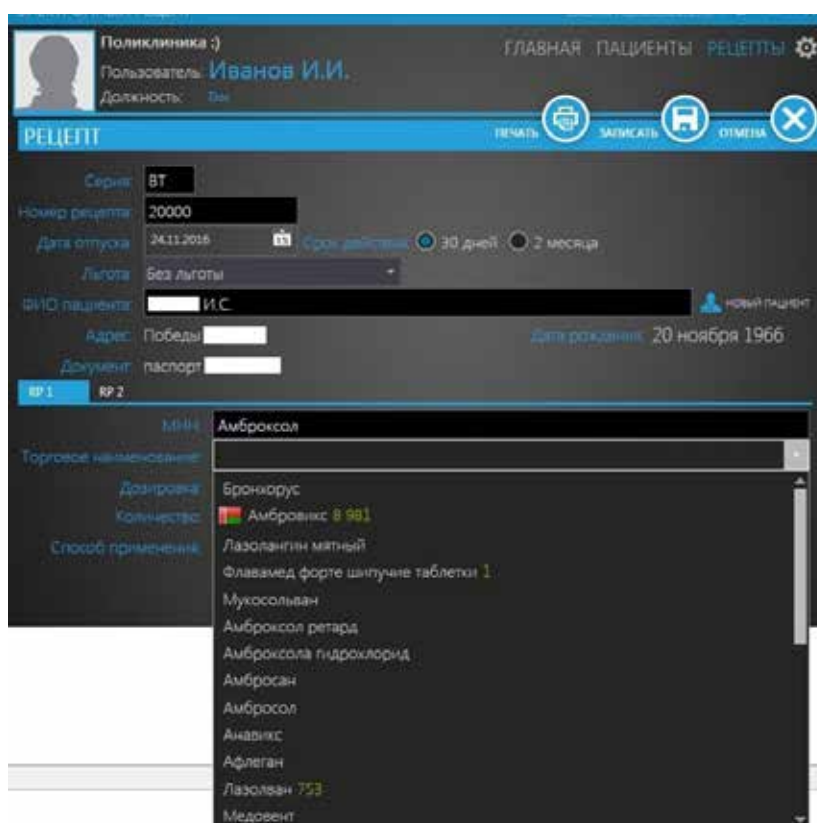 Поликлиника :)
Пользователь: Иванов И.И.
Должность:
ГЛАВНАЯ ПАЦИЕНТЫ РЕЦЕПТЫ
РЕЦЕПТ
ПЕЧАТЬ ЗАПИСАТЬ ОТМЕНА
Серия: ВТ
Номер рецепта: 20000
Дата отпуска: 24.11.2016 15 Срок действия: 30 дней 2 месяца
Льгота: Без льготы
ФИО пациента: И.С. НОВЫЙ ПАЦИЕНТ
Адрес: Победы Дата рождения: 20 ноября 1966
Документ: паспорт
RP 1 RP 2
МНН: Амброксол
Торговое наименование:
Дозировка:
Количество:
Способ применения:
Бронхорус
Амбровикс 8 981
Лазолангин мятный
Флавамед форте шипучие таблетки 1
Мукосольван
Амброксол ретард
Амброксола гидрохлорид
Амбросан
Амбросол
Анавикс
Афлеган
Лазолван 753
Медовент